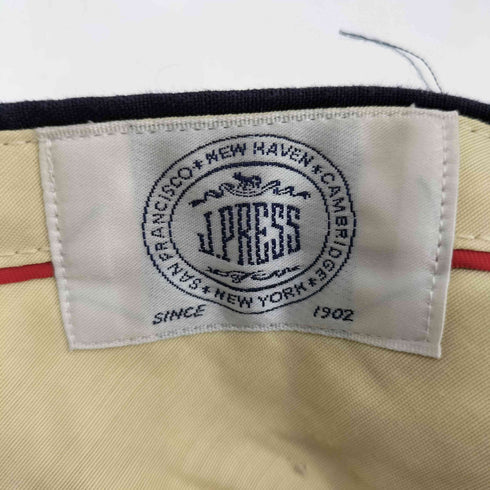 ★ NEW HAVEN ★ CAMBRIDGE ★ NEW YORK ★ SAN FRANCISCO
J.PRESS
SINCE 1902